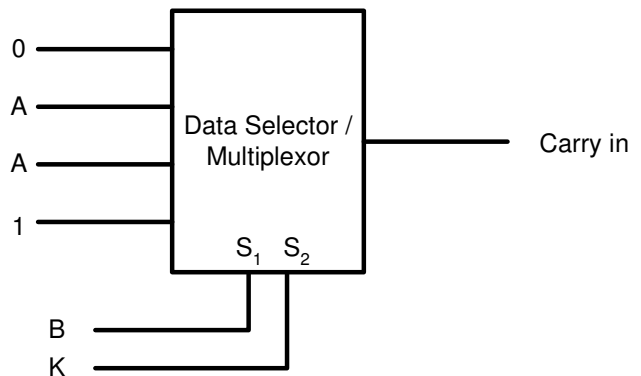 0
A
A
1
Data Selector /
Multiplexor
S₁ S₂
Carry in
B
K